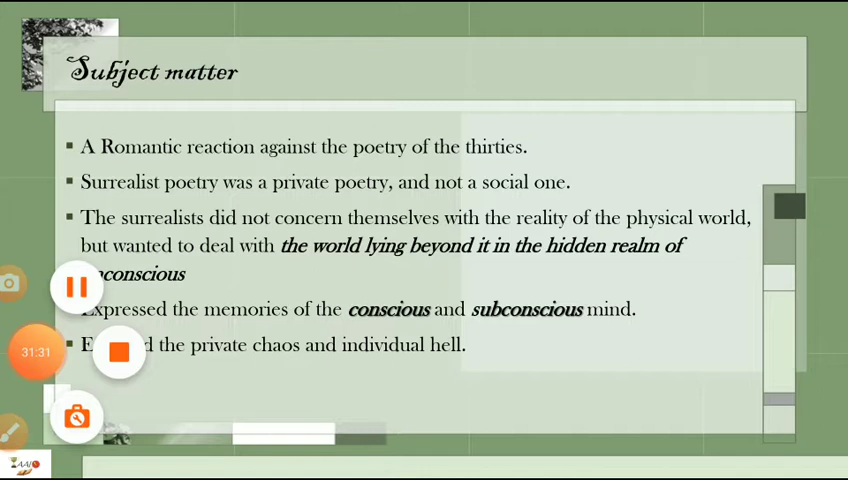 Subject matter
▪ A Romantic reaction against the poetry of the thirties.
▪ Surrealist poetry was a private poetry, and not a social one.
▪ The surrealists did not concern themselves with the reality of the physical world,
but wanted to deal with the world lying beyond it in the hidden realm of
Expressed the memories of the conscious and subconscious mind.
▪ the private chaos and individual hell.
31:31